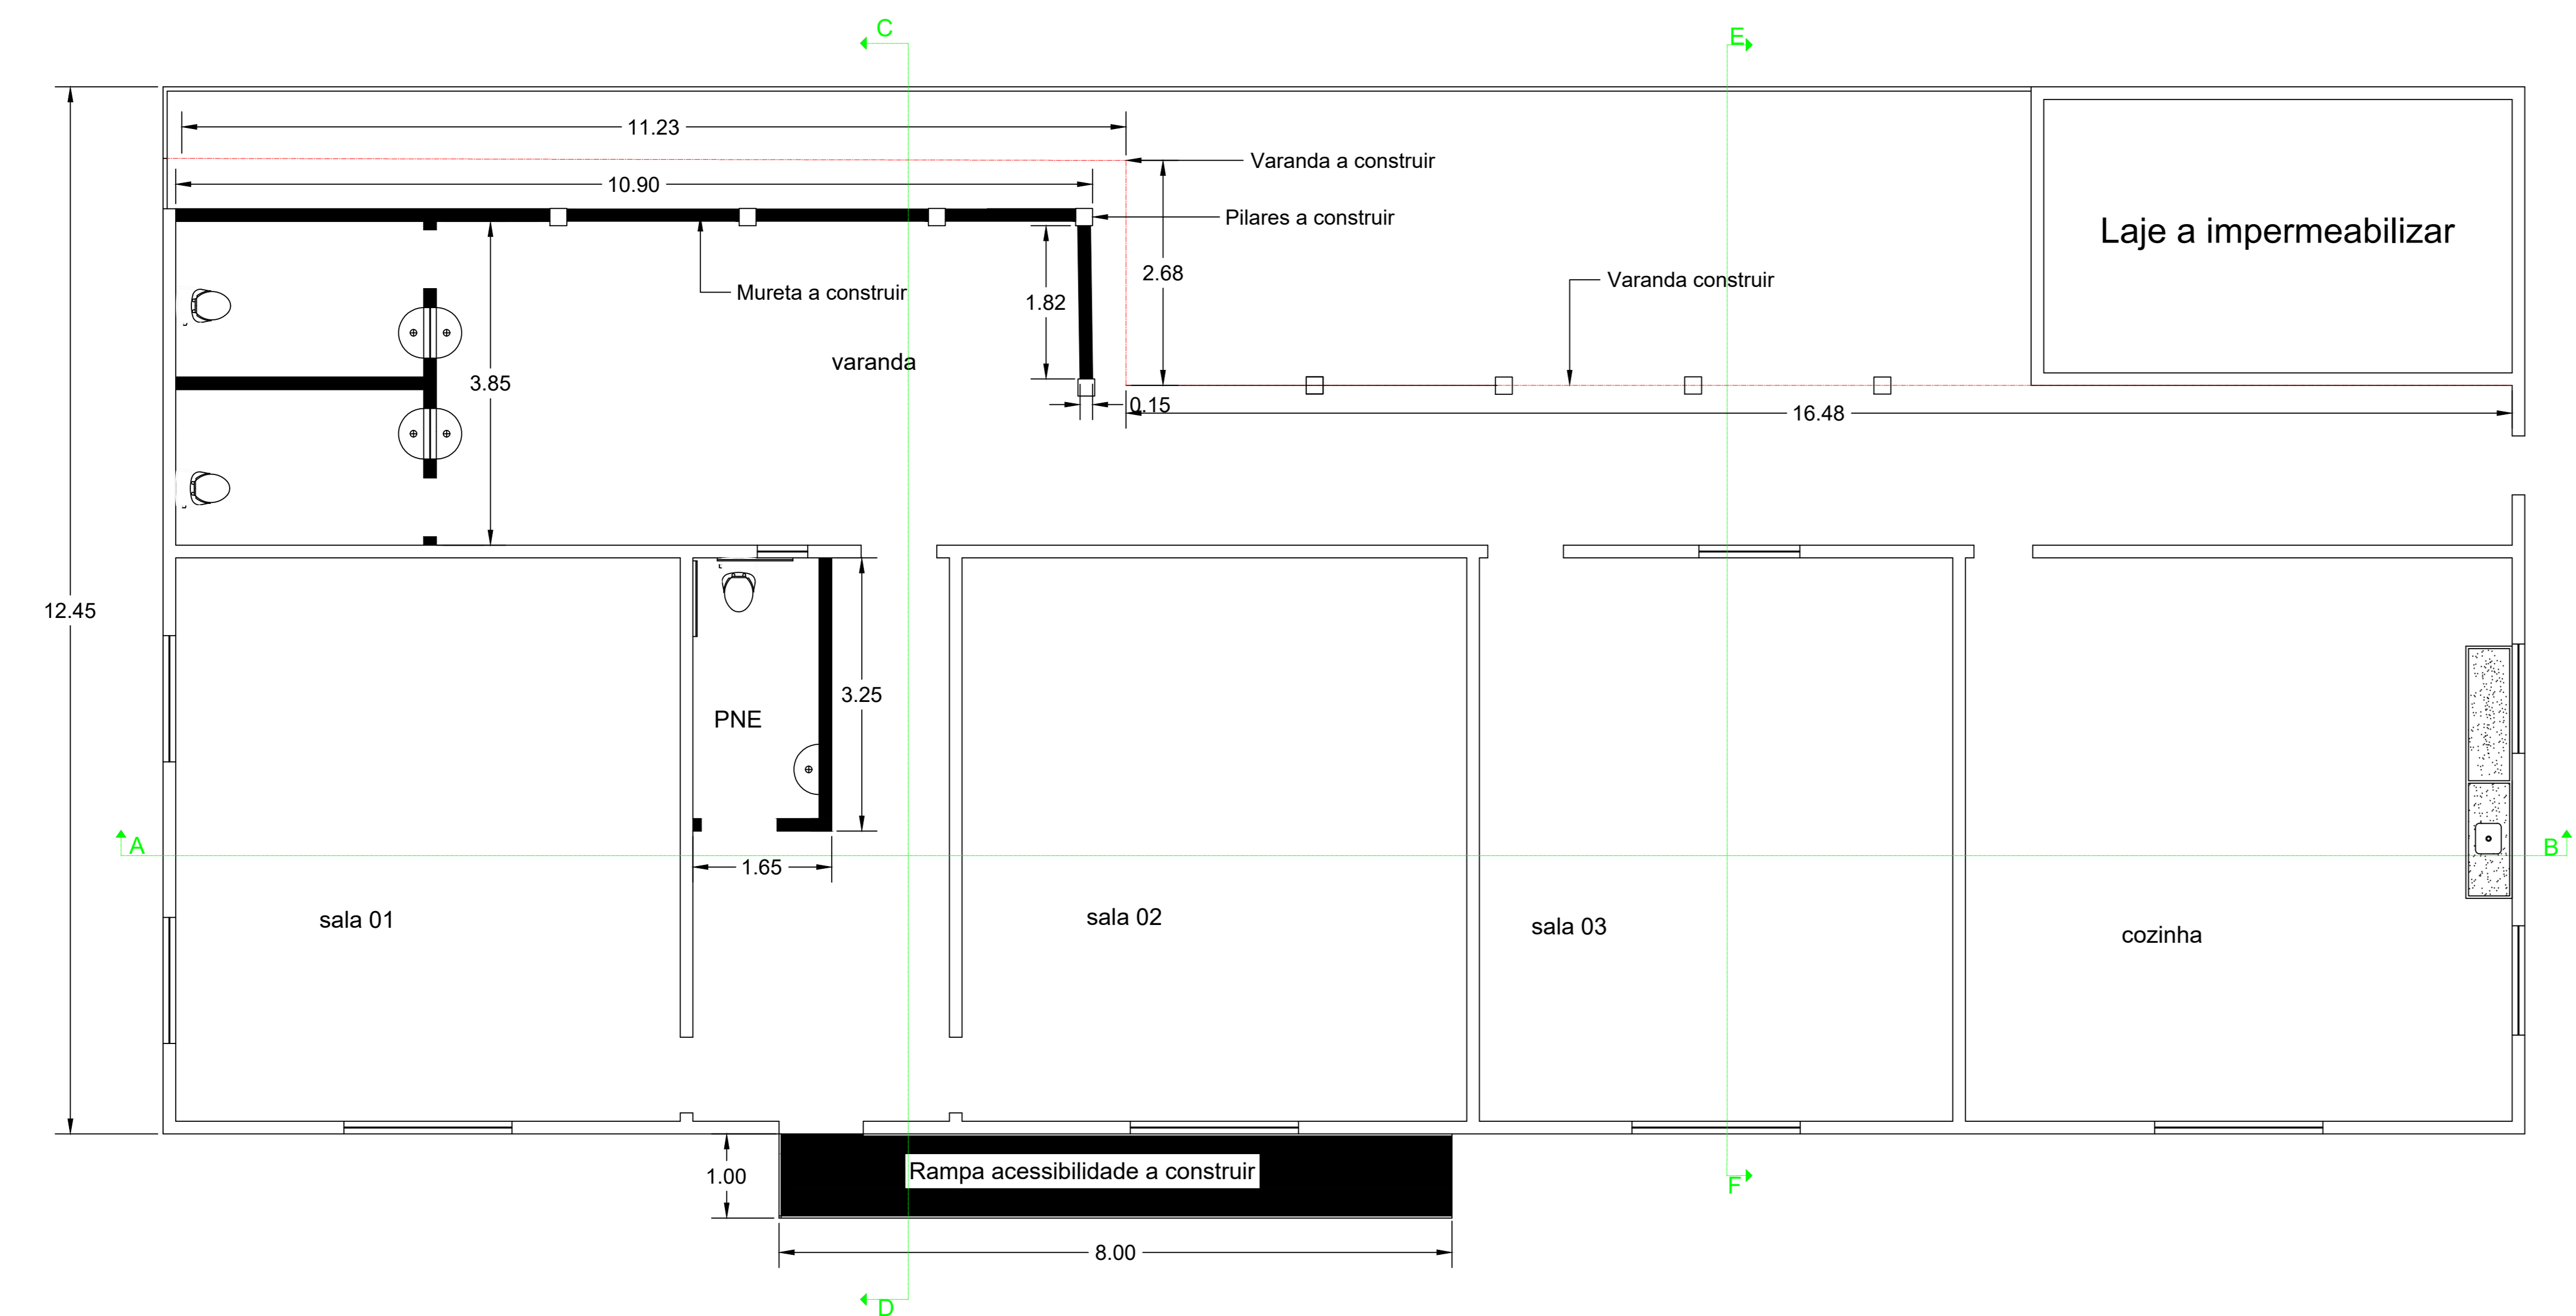 C
E
11.23
Varanda a construir
10.90
Pilares a construir
Laje a impermeabilizar
2.68
Varanda construir
Mureta a construir
1.82
varanda
3.85
0.15
16.48
12.45
3.25
PNE
A
B
1.65
sala 01
sala 02
sala 03
cozinha
Rampa acessibilidade a construir
1.00
F
8.00
D